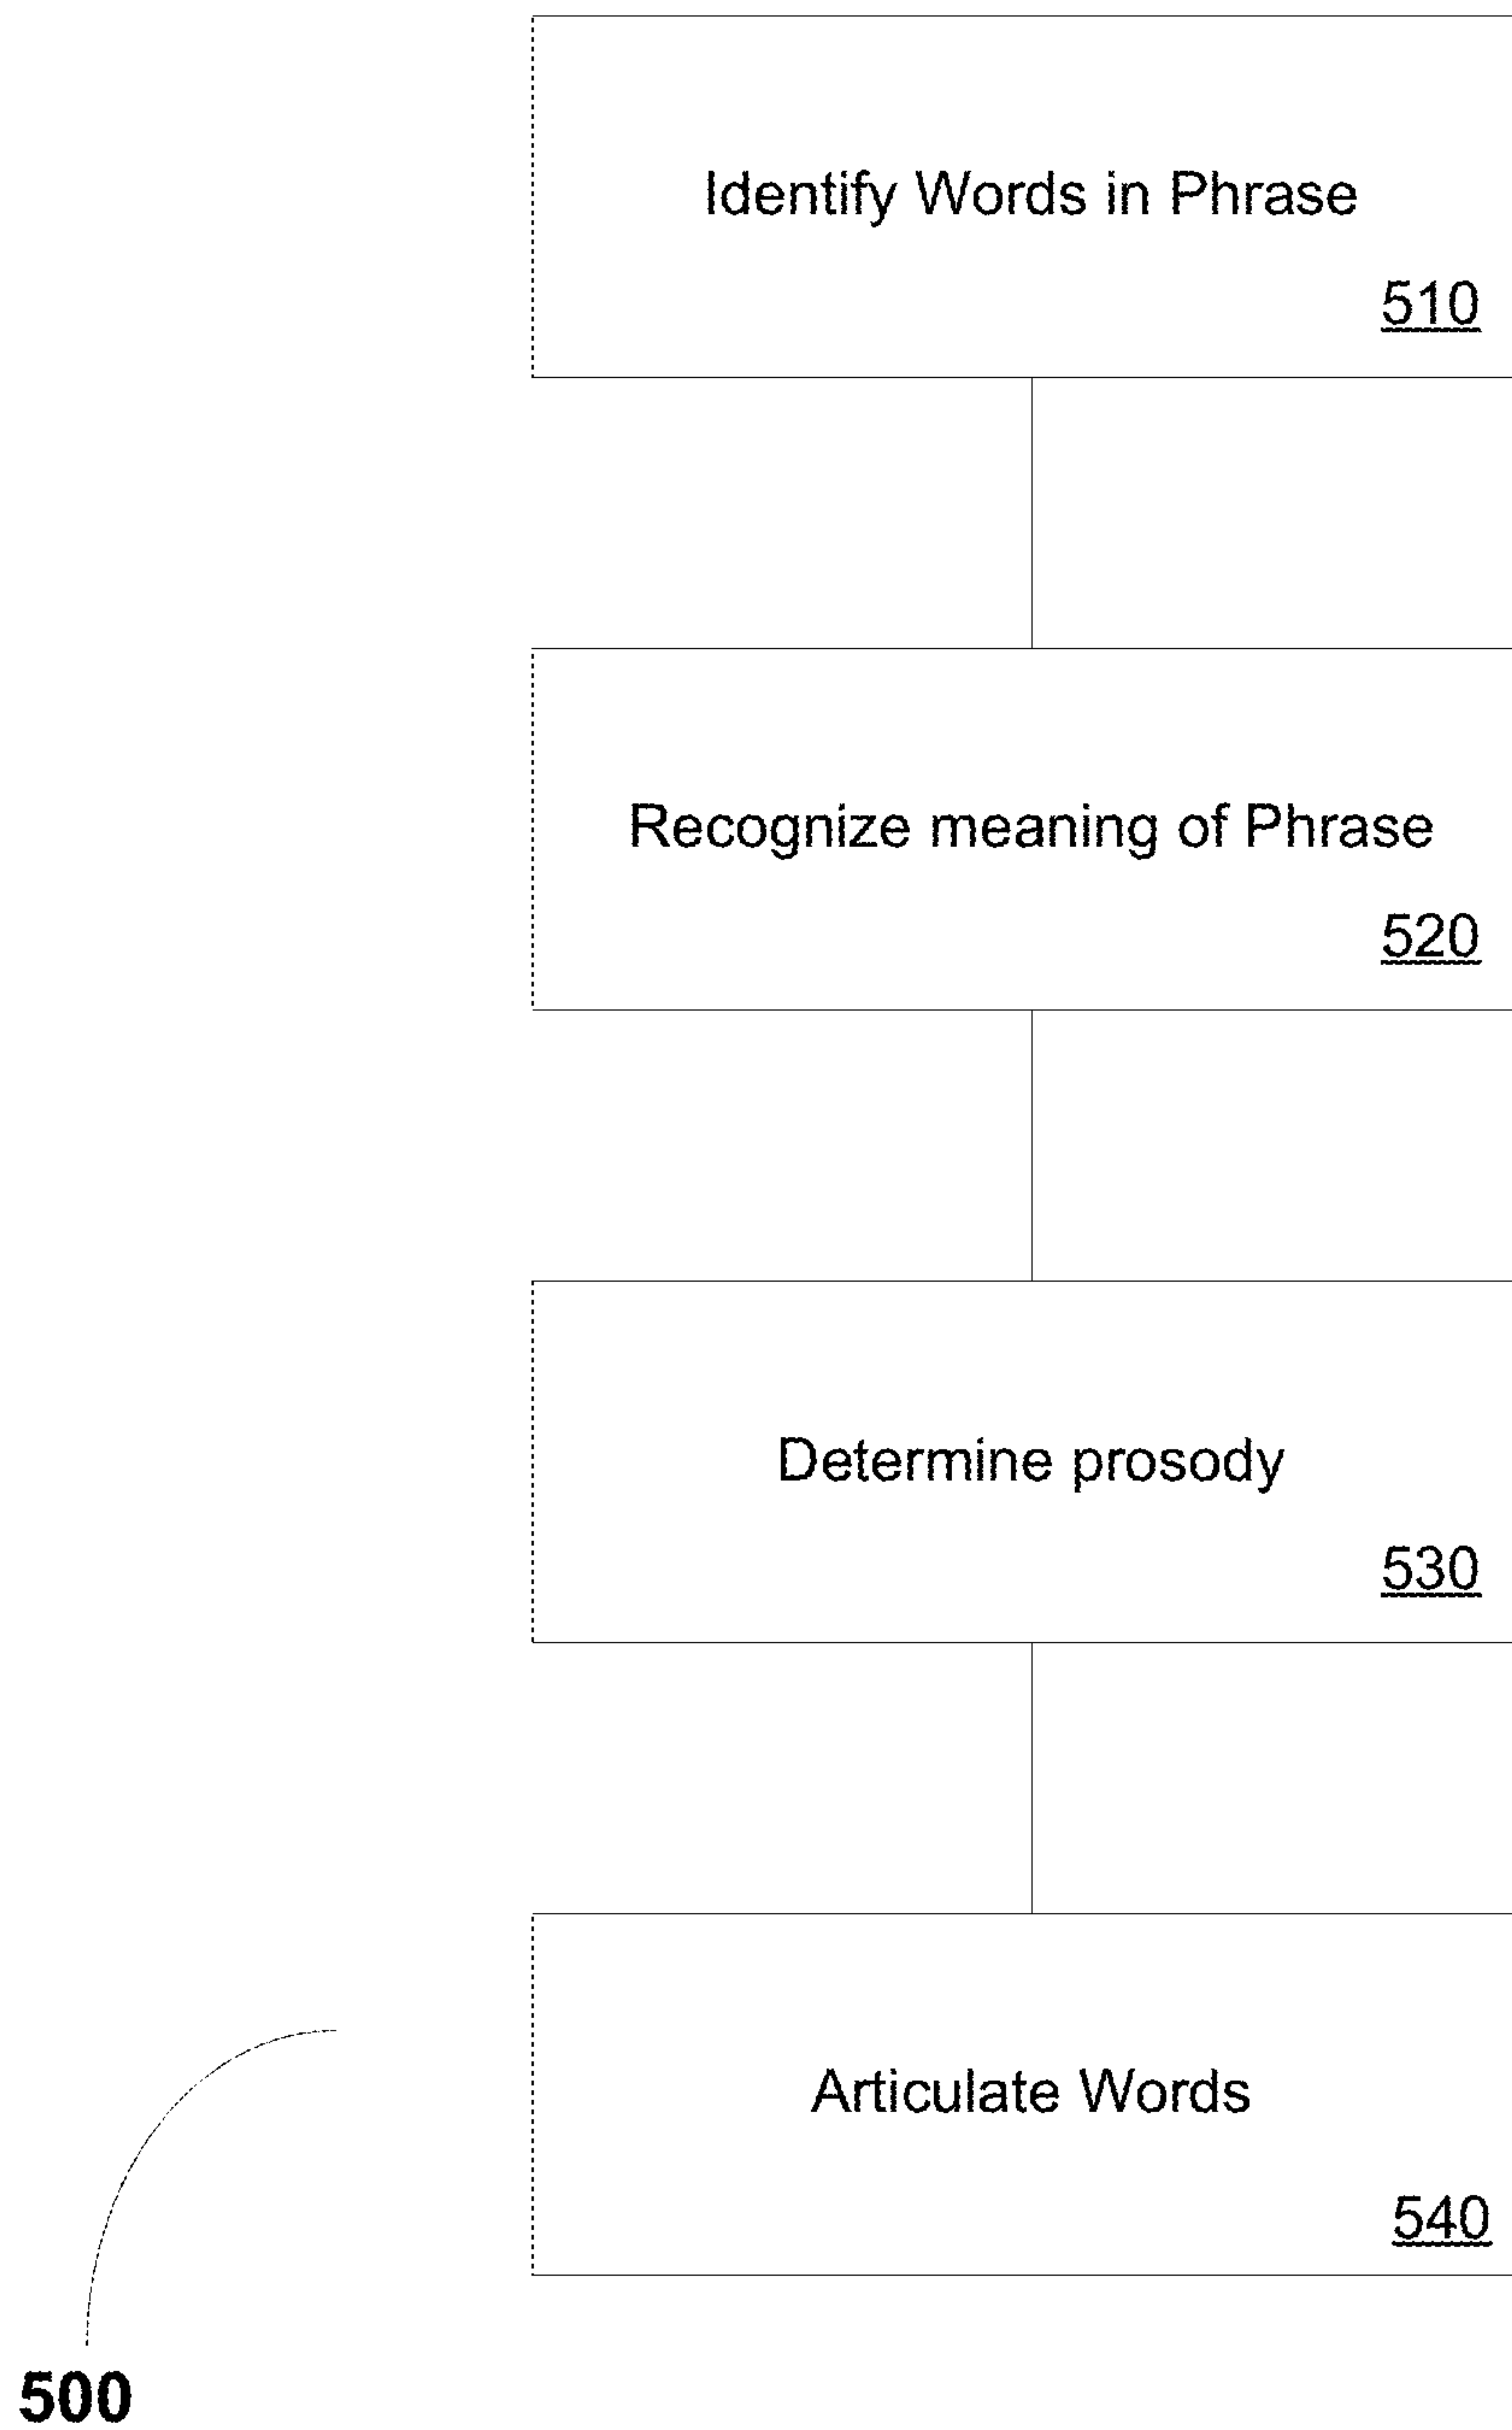 Identify Words in Phrase
510
Recognize meaning of Phrase
520
Determine prosody
530
Articulate Words
540
500